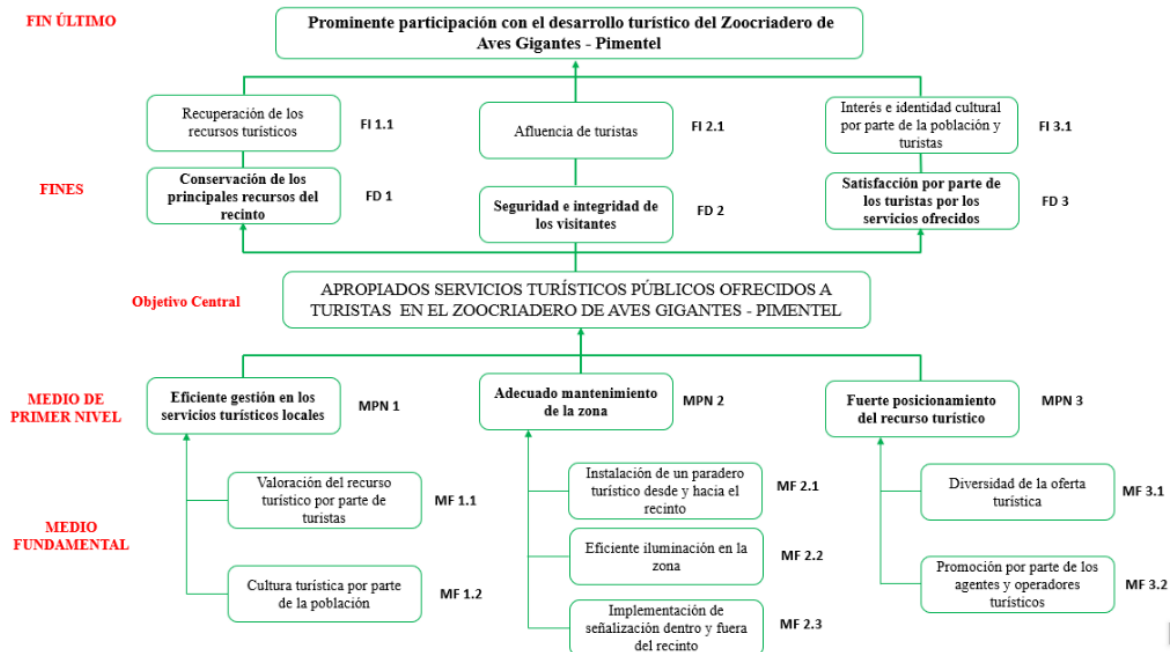 FIN ÚLTIMO
Prominente participación con el desarrollo turístico del Zoocriadero de
Aves Gigantes - Pimentel
Recuperación de los
recursos turísticos
FI 1.1
Afluencia de turistas
FI 2.1
Interés e identidad cultural
por parte de la población y
turistas
FI 3.1
FINES
Conservación de los
principales recursos del
recinto
FD 1
Seguridad e integridad de
los visitantes
FD 2
Satisfacción por parte de
los turistas por los
servicios ofrecidos
FD 3
Objetivo Central
APROPIADOS SERVICIOS TURÍSTICOS PÚBLICOS OFRECIDOS A
TURISTAS EN EL ZOOCRIADERO DE AVES GIGANTES - PIMENTEL
MEDIO DE
PRIMER NIVEL
Eficiente gestión en los
servicios turísticos locales
MPN 1
Adecuado mantenimiento
de la zona
MPN 2
Fuerte posicionamiento
del recurso turístico
MPN 3
MEDIO
FUNDAMENTAL
Valoración del recurso
turístico por parte de
turistas
MF 1.1
Cultura turística por parte
de la población
MF 1.2
Instalación de un paradero
turístico desde y hacia el
recinto
MF 2.1
Eficiente iluminación en la
zona
MF 2.2
Implementación de
señalización dentro y fuera
del recinto
MF 2.3
Diversidad de la oferta
turística
MF 3.1
Promoción por parte de los
agentes y operadores
turísticos
MF 3.2